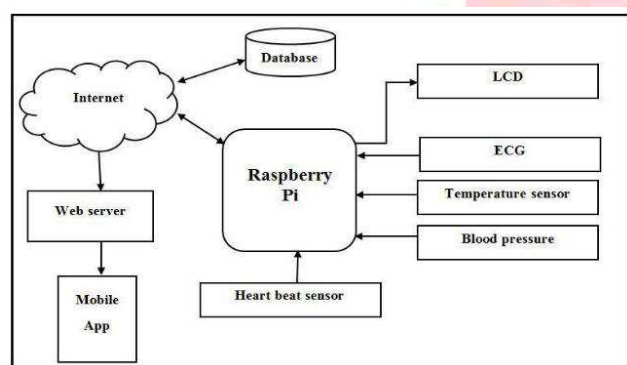 Database
Internet
LCD
ECG
Raspberry
Pi
Temperature sensor
Web server
Blood pressure
Heart beat sensor
Mobile
App